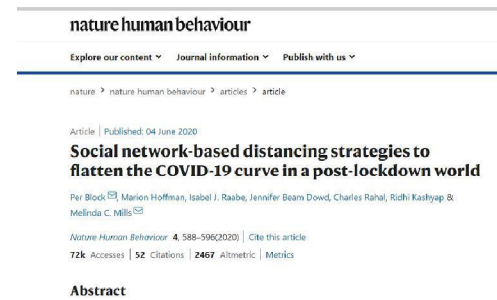 nature human behaviour
Explore our content Journal information Publish with us
nature > nature human behaviour > articles > article
Article | Published: 04 June 2020
Social network-based distancing strategies to
flatten the COVID-19 curve in a post-lockdown world
Per Block, Marion Hoffman, Isabel J. Raabe, Jennifer Beam Dowd, Charles Rahal, Ridhi Kashyap &
Melinda C. Mills
Nature Human Behaviour 4, 588–596(2020) | Cite this article
72k Accesses | 52 Citations | 2467 Altmetric | Metrics
Abstract